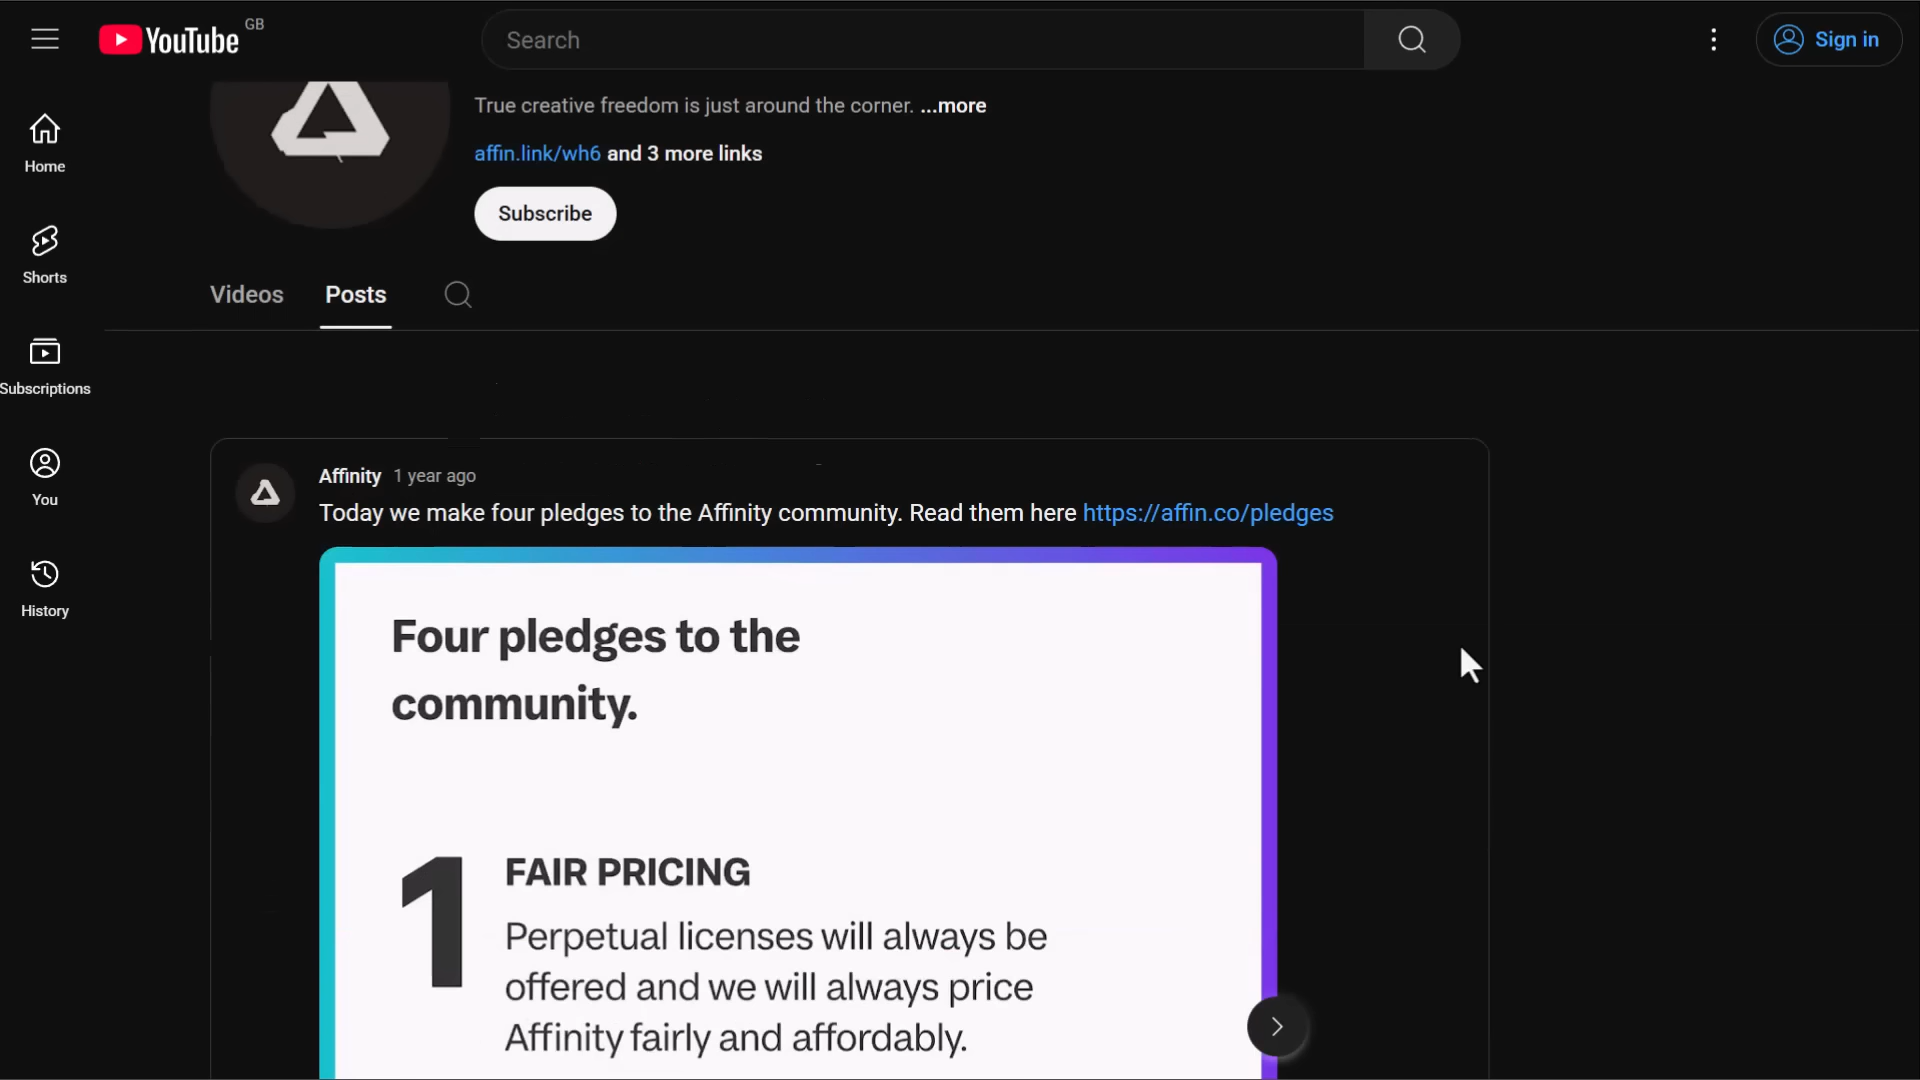 YouTube GB
Search
Sign in
True creative freedom is just around the corner. ...more
affin.link/wh6 and 3 more links
Subscribe
Home
Shorts
Subscriptions
You
History
Videos
Posts
Affinity 1 year ago
Today we make four pledges to the Affinity community. Read them here https://affin.co/pledges
Four pledges to the
community.
1
FAIR PRICING
Perpetual licenses will always be
offered and we will always price
Affinity fairly and affordably.